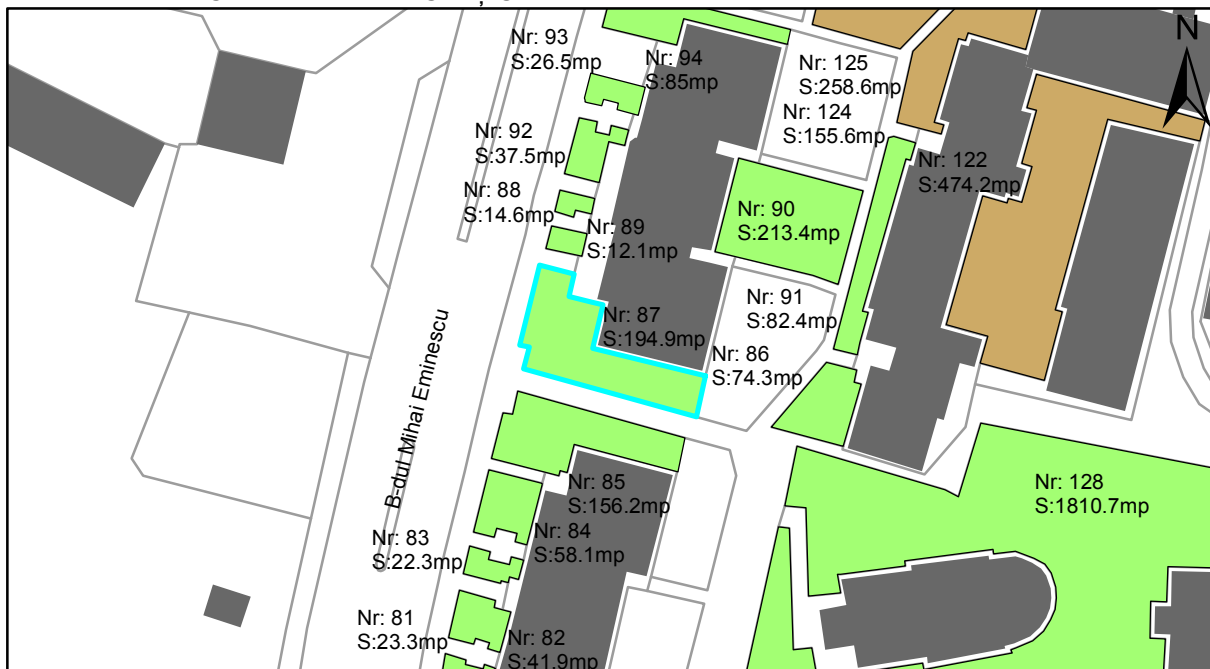 Nr: 93
S:26.5mp
Nr: 94
S:85mp
Nr: 125
S:258.6mp
Nr: 124
S:155.6mp
N
Nr: 92
S:37.5mp
Nr: 122
S:474.2mp
Nr: 88
S:14.6mp
Nr: 89
S:12.1mp
Nr: 90
S:213.4mp
Nr: 87
S:194.9mp
Nr: 91
S:82.4mp
Nr: 86
S:74.3mp
B-dul Mihai Eminescu
Nr: 85
S:156.2mp
Nr: 128
S:1810.7mp
Nr: 84
S:58.1mp
Nr: 83
S:22.3mp
Nr: 81
S:23.3mp
Nr: 82
S:41.9mp